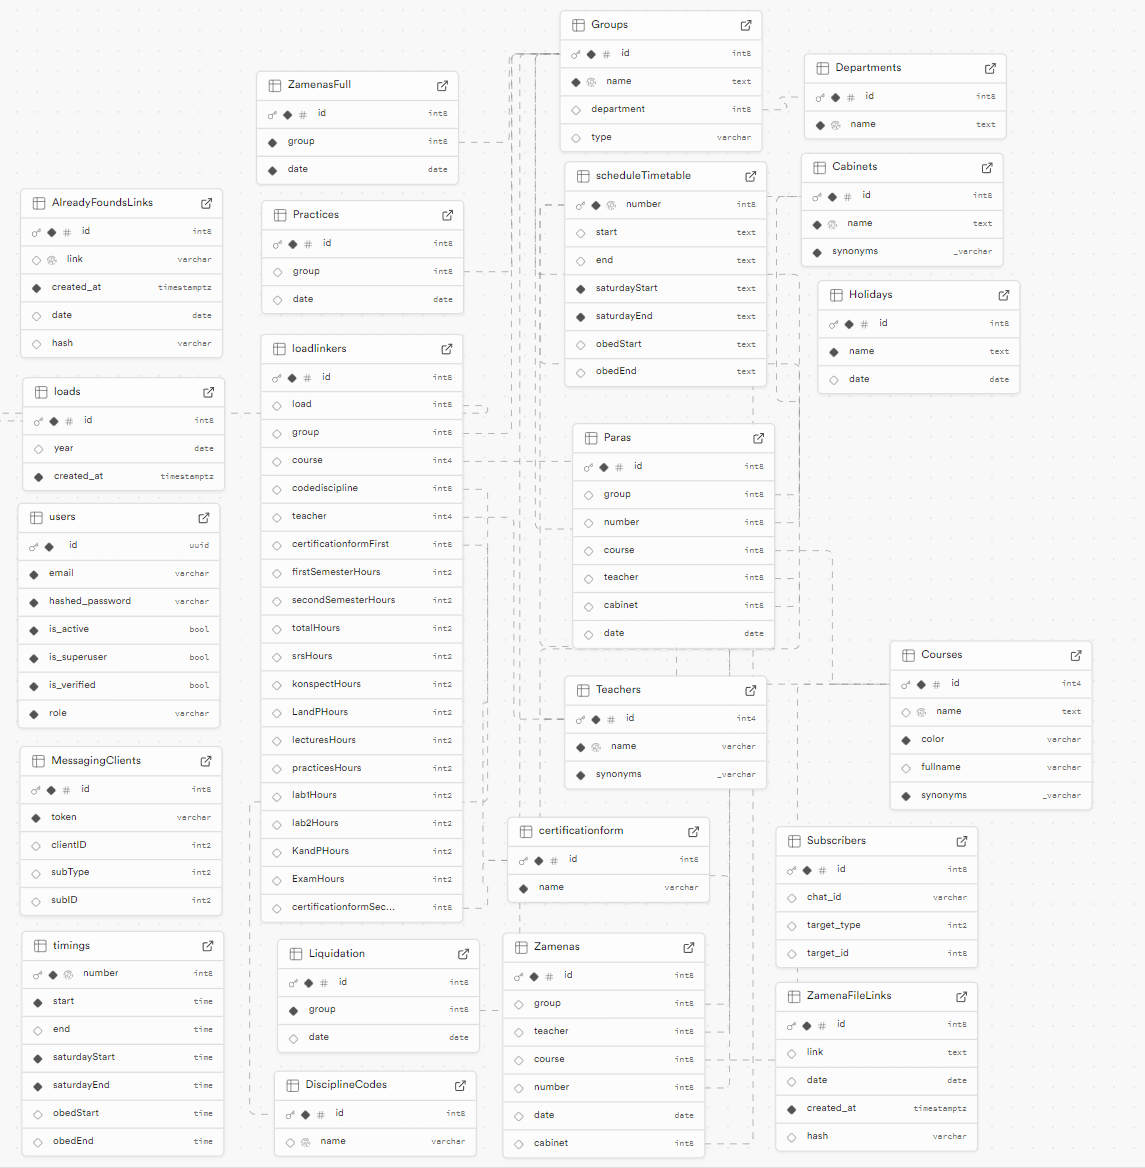 Groups
id int8
name text
department int8
type varchar
Departments
id int8
name text
ZamenasFull
id int8
group int8
date date
scheduleTimetable
number int8
start text
end text
saturdayStart text
saturdayEnd text
obedStart text
obedEnd text
Cabinets
id int8
name text
synonyms _varchar
AlreadyFoundsLinks
id int8
link varchar
created_at timestamptz
date date
hash varchar
Practices
id int8
group int8
date date
Holidays
id int8
name text
date date
loadlinkers
id int8
load int8
group int8
course int4
codediscipline int8
teacher int4
certificationformFirst int8
firstSemesterHours int2
secondSemesterHours int2
totalHours int2
srsHours int2
konspectHours int2
LandPHours int2
lecturesHours int2
practicesHours int2
lab1Hours int2
lab2Hours int2
KandPHours int2
ExamHours int2
certificationformSec... int8
loads
id int8
year date
created_at timestamptz
Paras
id int8
group int8
number int8
course int8
teacher int8
cabinet int8
date date
users
id uuid
email varchar
hashed_password varchar
is_active bool
is_superuser bool
is_verified bool
role varchar
Courses
id int4
name text
color varchar
fullname varchar
synonyms _varchar
Teachers
id int4
name varchar
synonyms _varchar
MessagingClients
id int8
token varchar
clientID int2
subType int2
subID int2
certificationform
id int8
name varchar
Subscribers
id int8
chat_id varchar
target_type int2
target_id int8
timings
number int8
start time
end time
saturdayStart time
saturdayEnd time
obedStart time
obedEnd time
Liquidation
id int8
group int8
date date
Zamenas
id int8
group int8
teacher int8
course int8
number int8
date date
cabinet int8
ZamenaFileLinks
id int8
link text
date date
created_at timestamptz
hash varchar
DisciplineCodes
id int8
name varchar